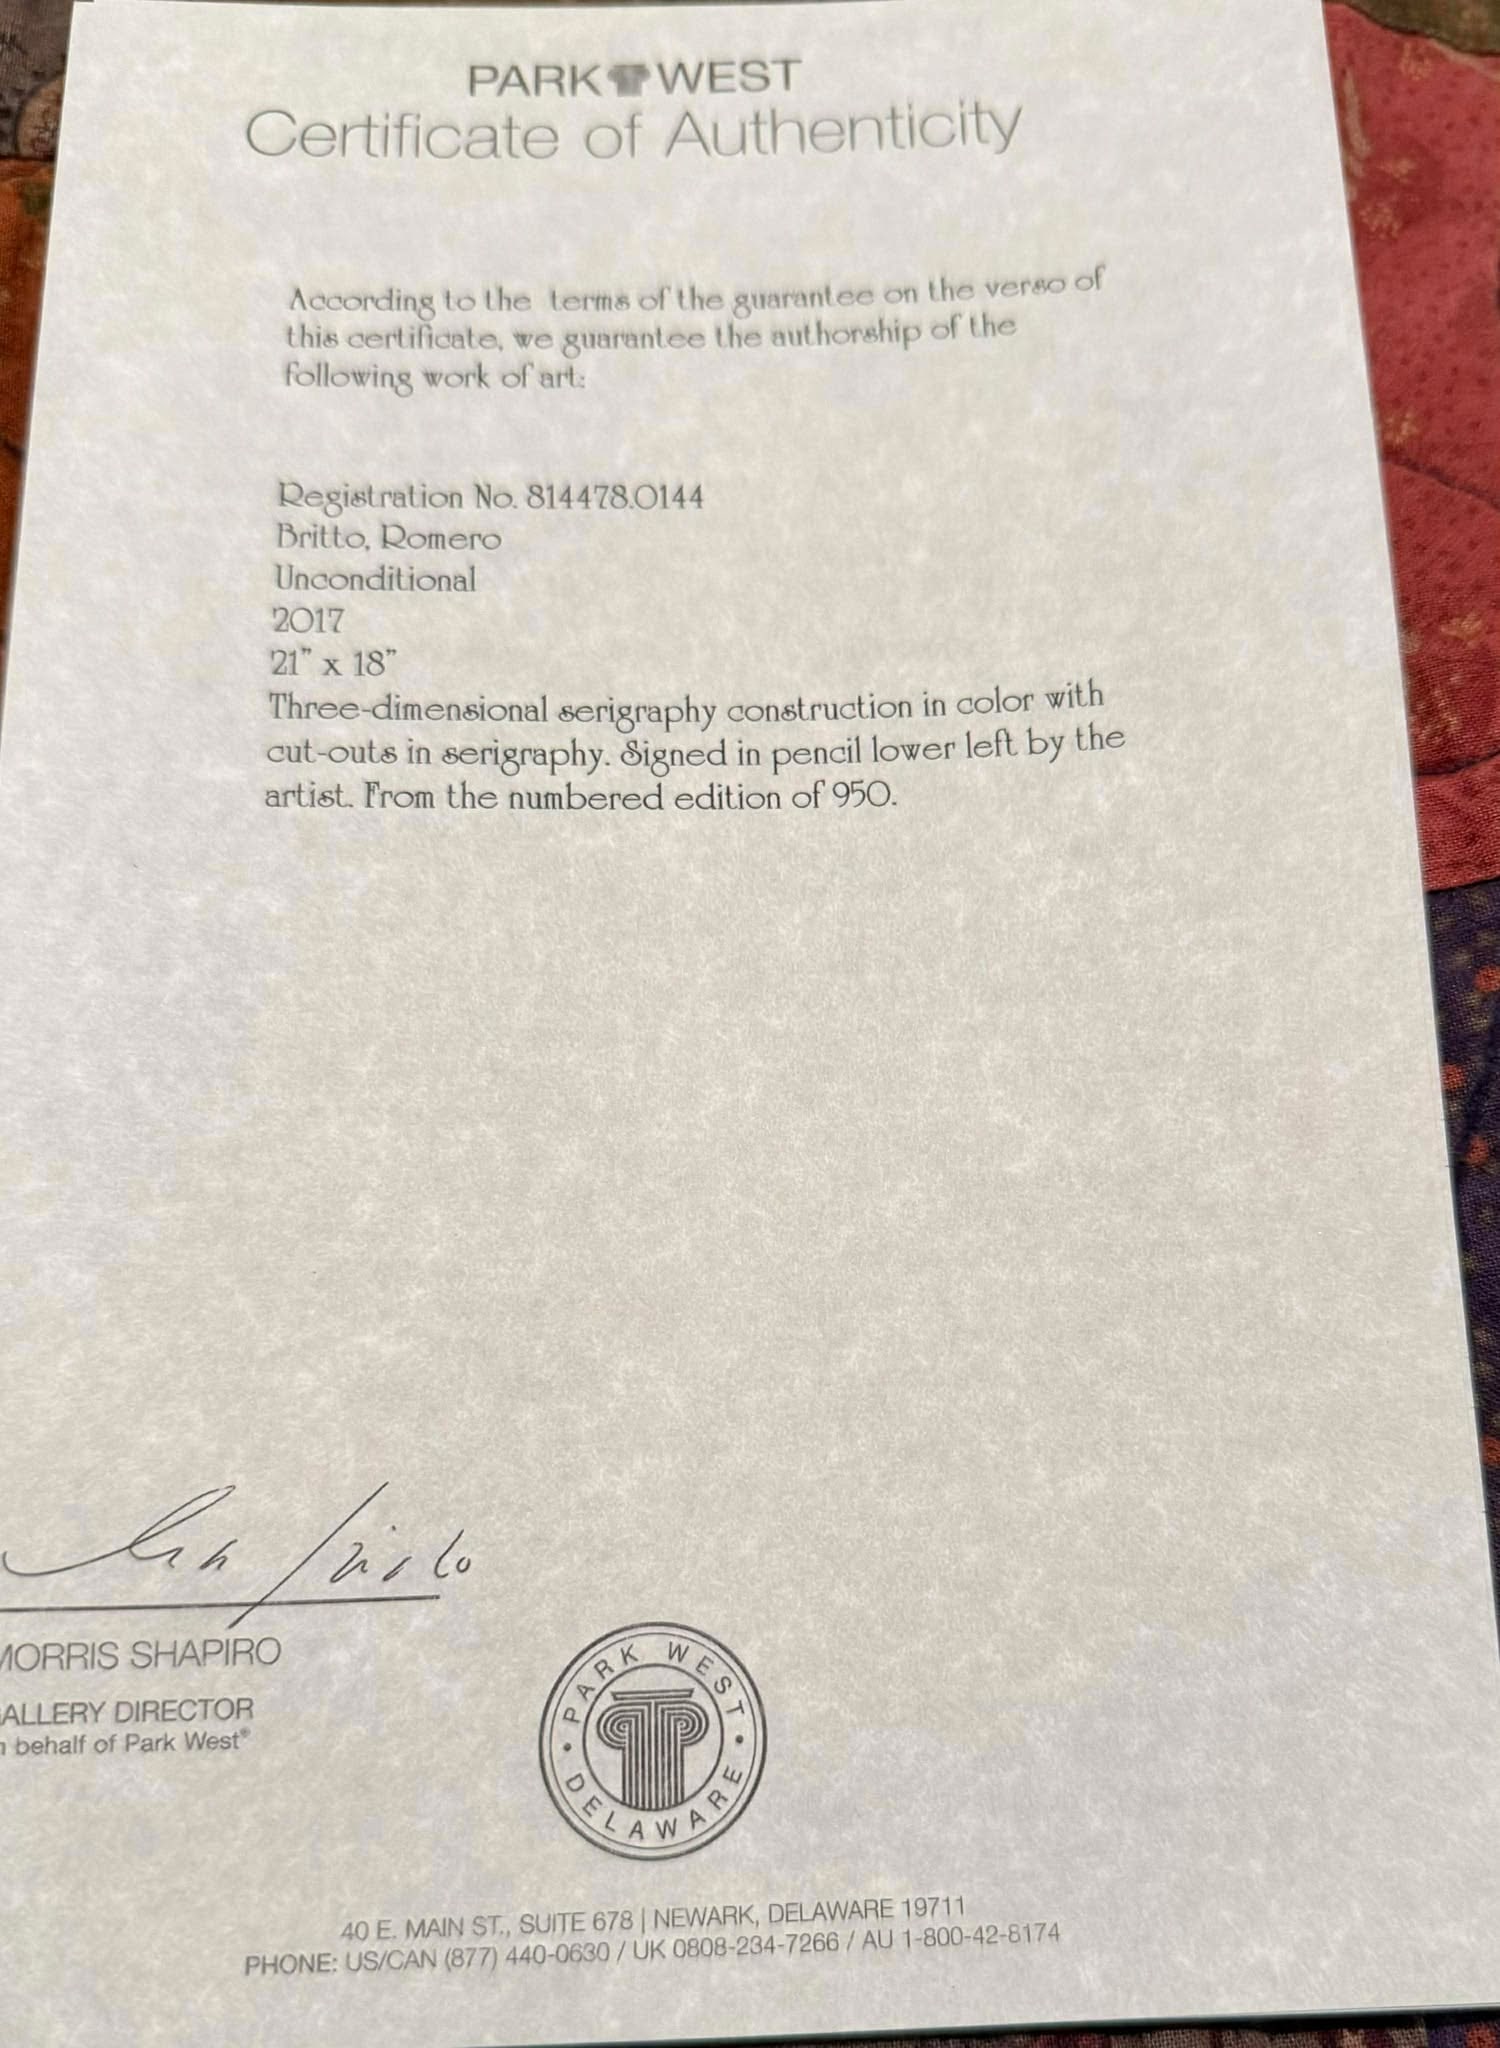 PARK WEST
Certificate of Authenticity
According to the terms of the guarantee on the verso of
this certificate, we guarantee the authorship of the
following work of art:
Registration No. 814478.0144
Britto, Romero
Unconditional
2017
21” x 18”
Three-dimensional serigraphy construction in color with
cut-outs in serigraphy. Signed in pencil lower left by the
artist. From the numbered edition of 950.
MORRIS SHAPIRO
ALLERY DIRECTOR
n behalf of Park West®
PARK WEST • DELAWARE •
40 E. MAIN ST., SUITE 678 | NEWARK, DELAWARE 19711
PHONE: US/CAN (877) 440-0630 / UK 0808-234-7266 / AU 1-800-42-8174